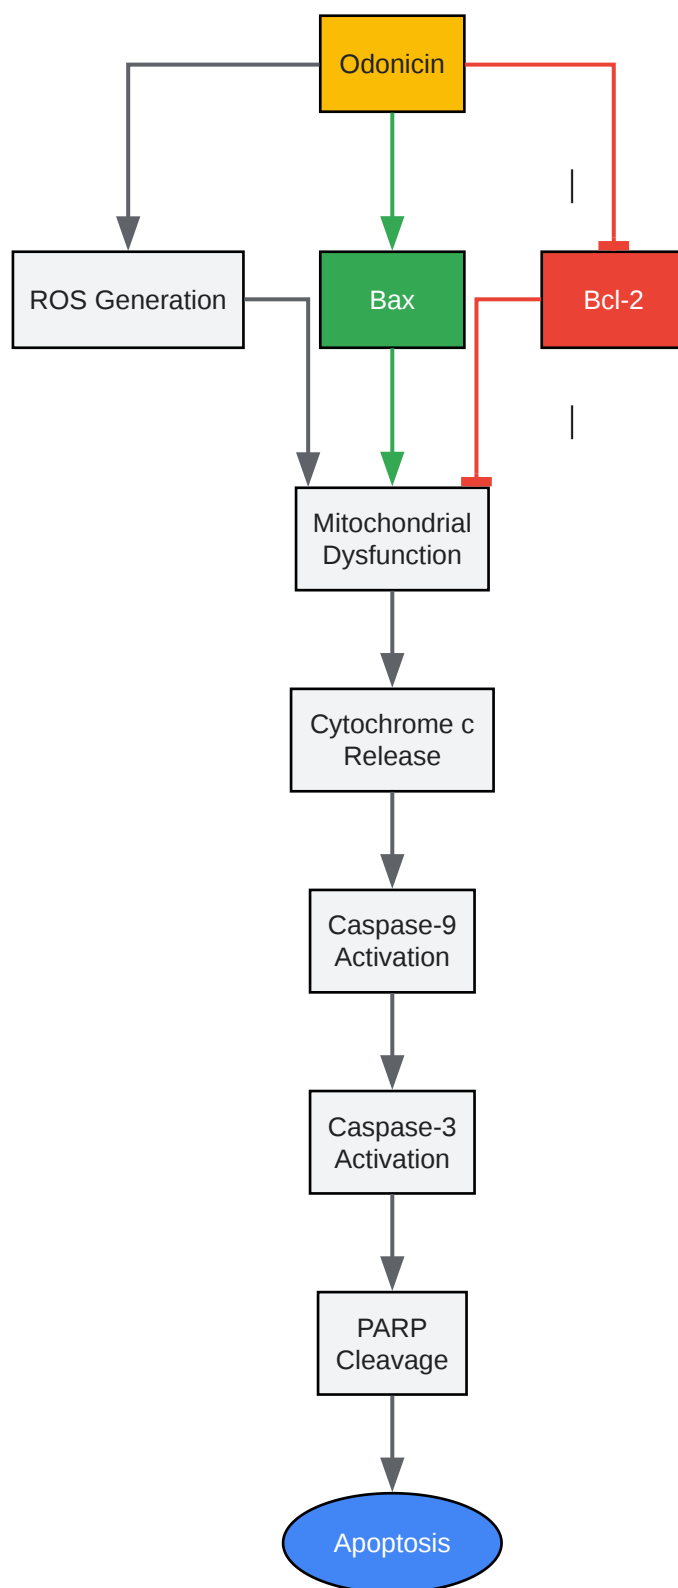 Odonicin
|
ROS Generation
Bax
Bcl-2
|
Mitochondrial
Dysfunction
Cytochrome c
Release
Caspase-9
Activation
Caspase-3
Activation
PARP
Cleavage
Apoptosis